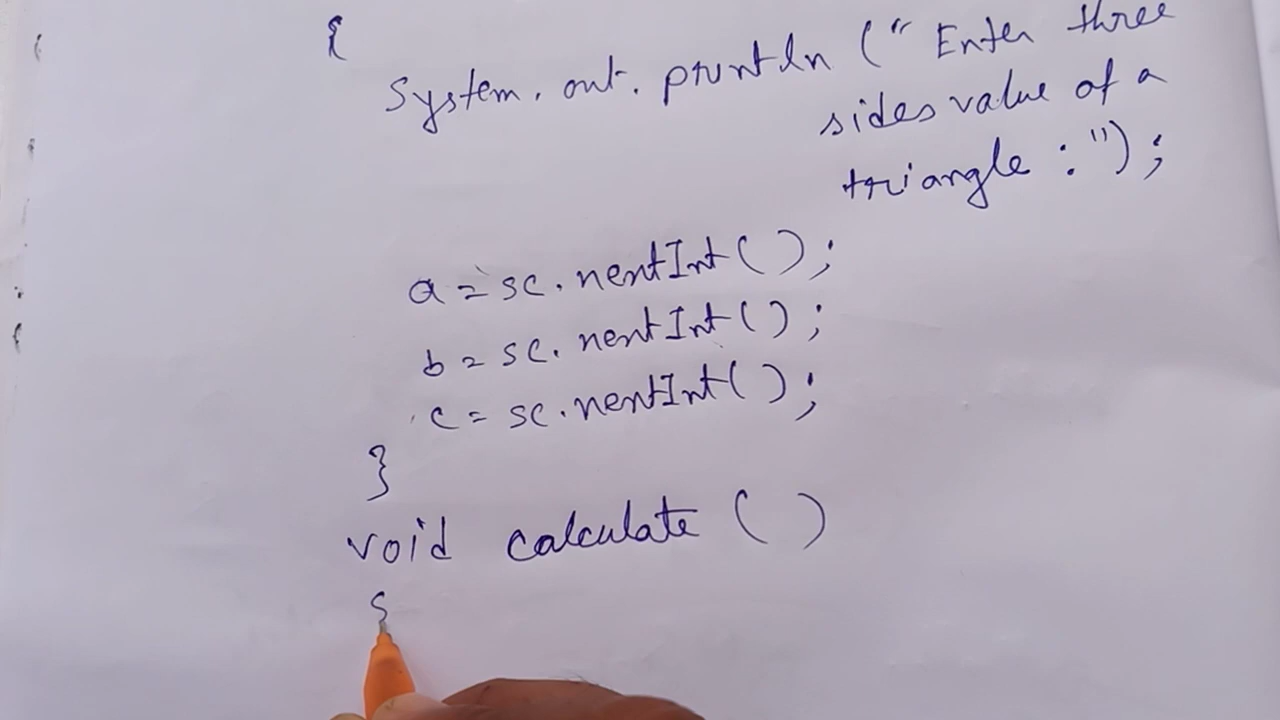 {
System.out.println("Enter three
sides value of a
triangle :");
a = sc.nextInt();
b = sc.nextInt();
c = sc.nextInt();
}
void calculate ( )
{